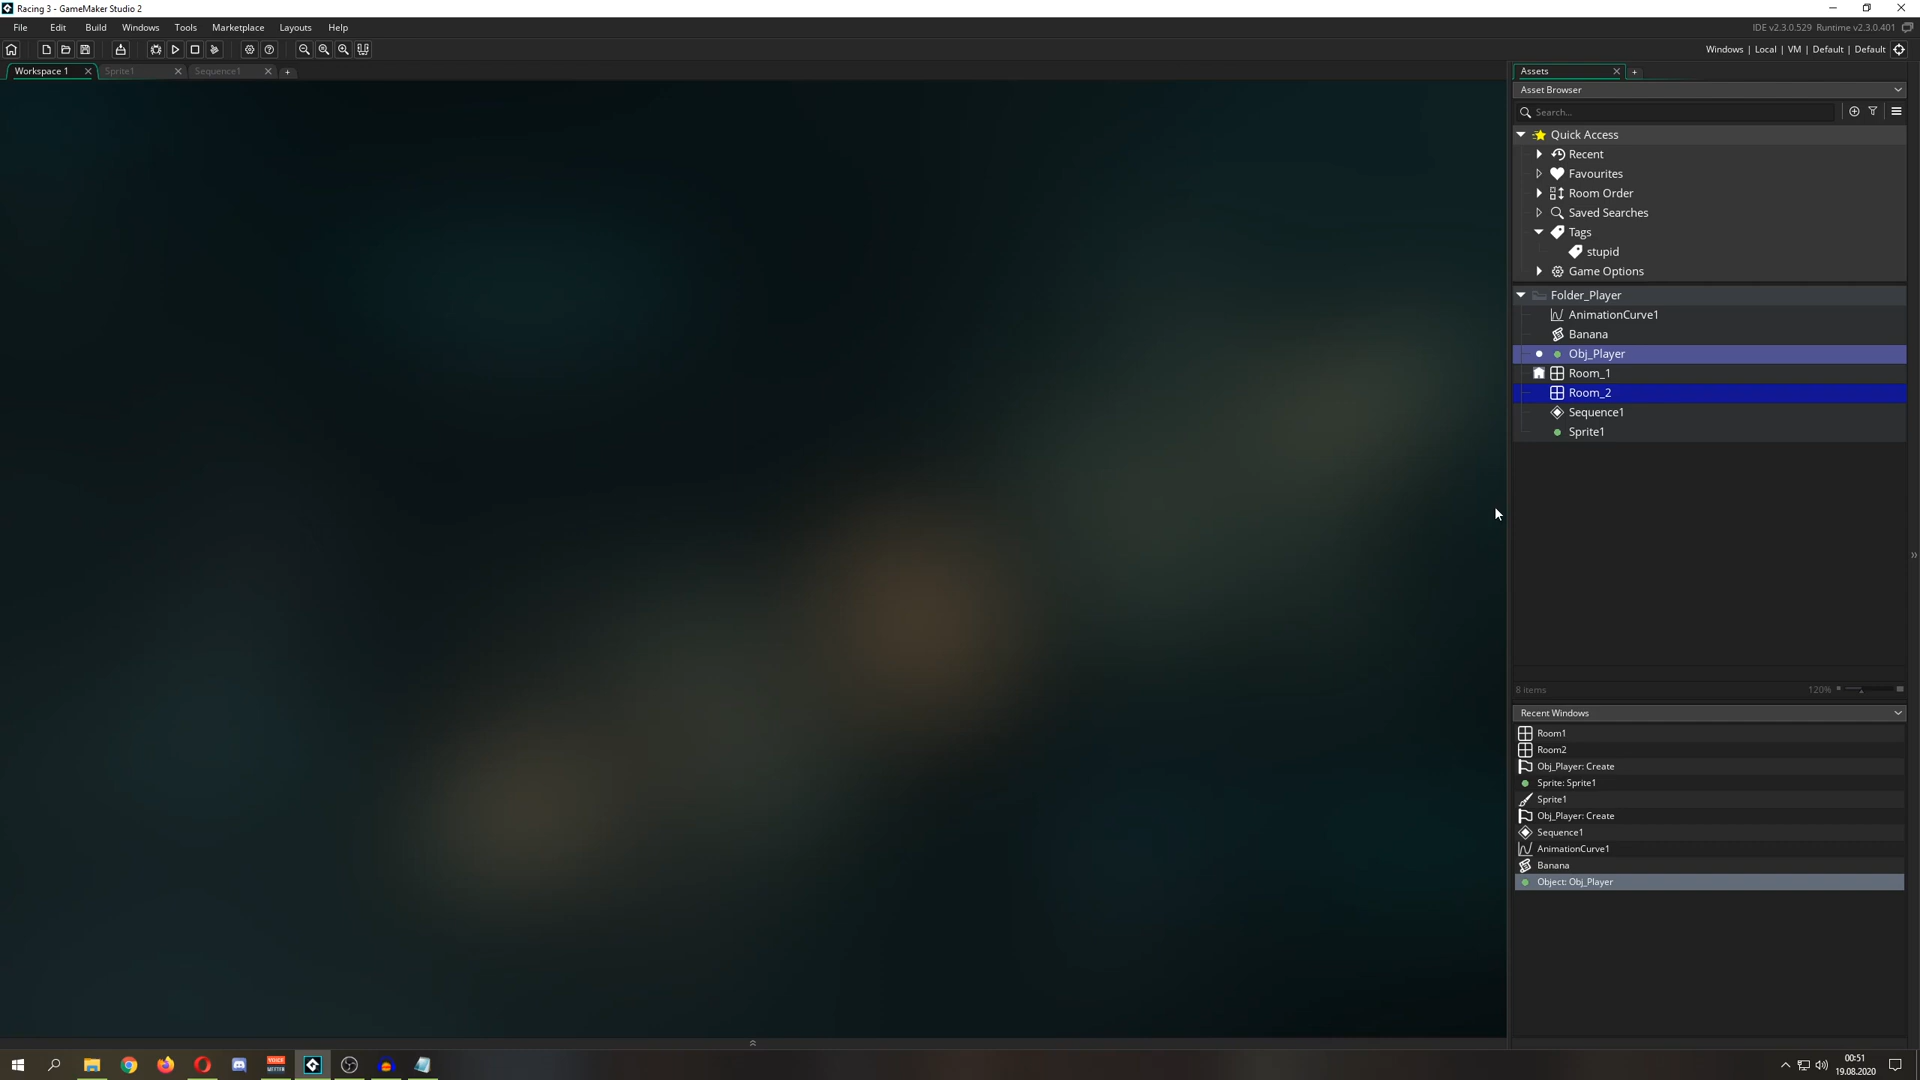 Racing 3 - GameMaker Studio 2
File Edit Build Windows Tools Marketplace Layouts Help
IDE v2.3.0.529 Runtime v2.3.0.401
Windows | Local | VM | Default | Default
Workspace 1
Sprite1
Sequence1
Assets
Asset Browser
Search...
Quick Access
Recent
Favourites
Room Order
Saved Searches
Tags
stupid
Game Options
Folder_Player
AnimationCurve1
Banana
Obj_Player
Room_1
Room_2
Sequence1
Sprite1
8 items
120%
Recent Windows
Room1
Room2
Obj_Player: Create
Sprite: Sprite1
Sprite1
Obj_Player: Create
Sequence1
AnimationCurve1
Banana
Object: Obj_Player
00:51
19.08.2020